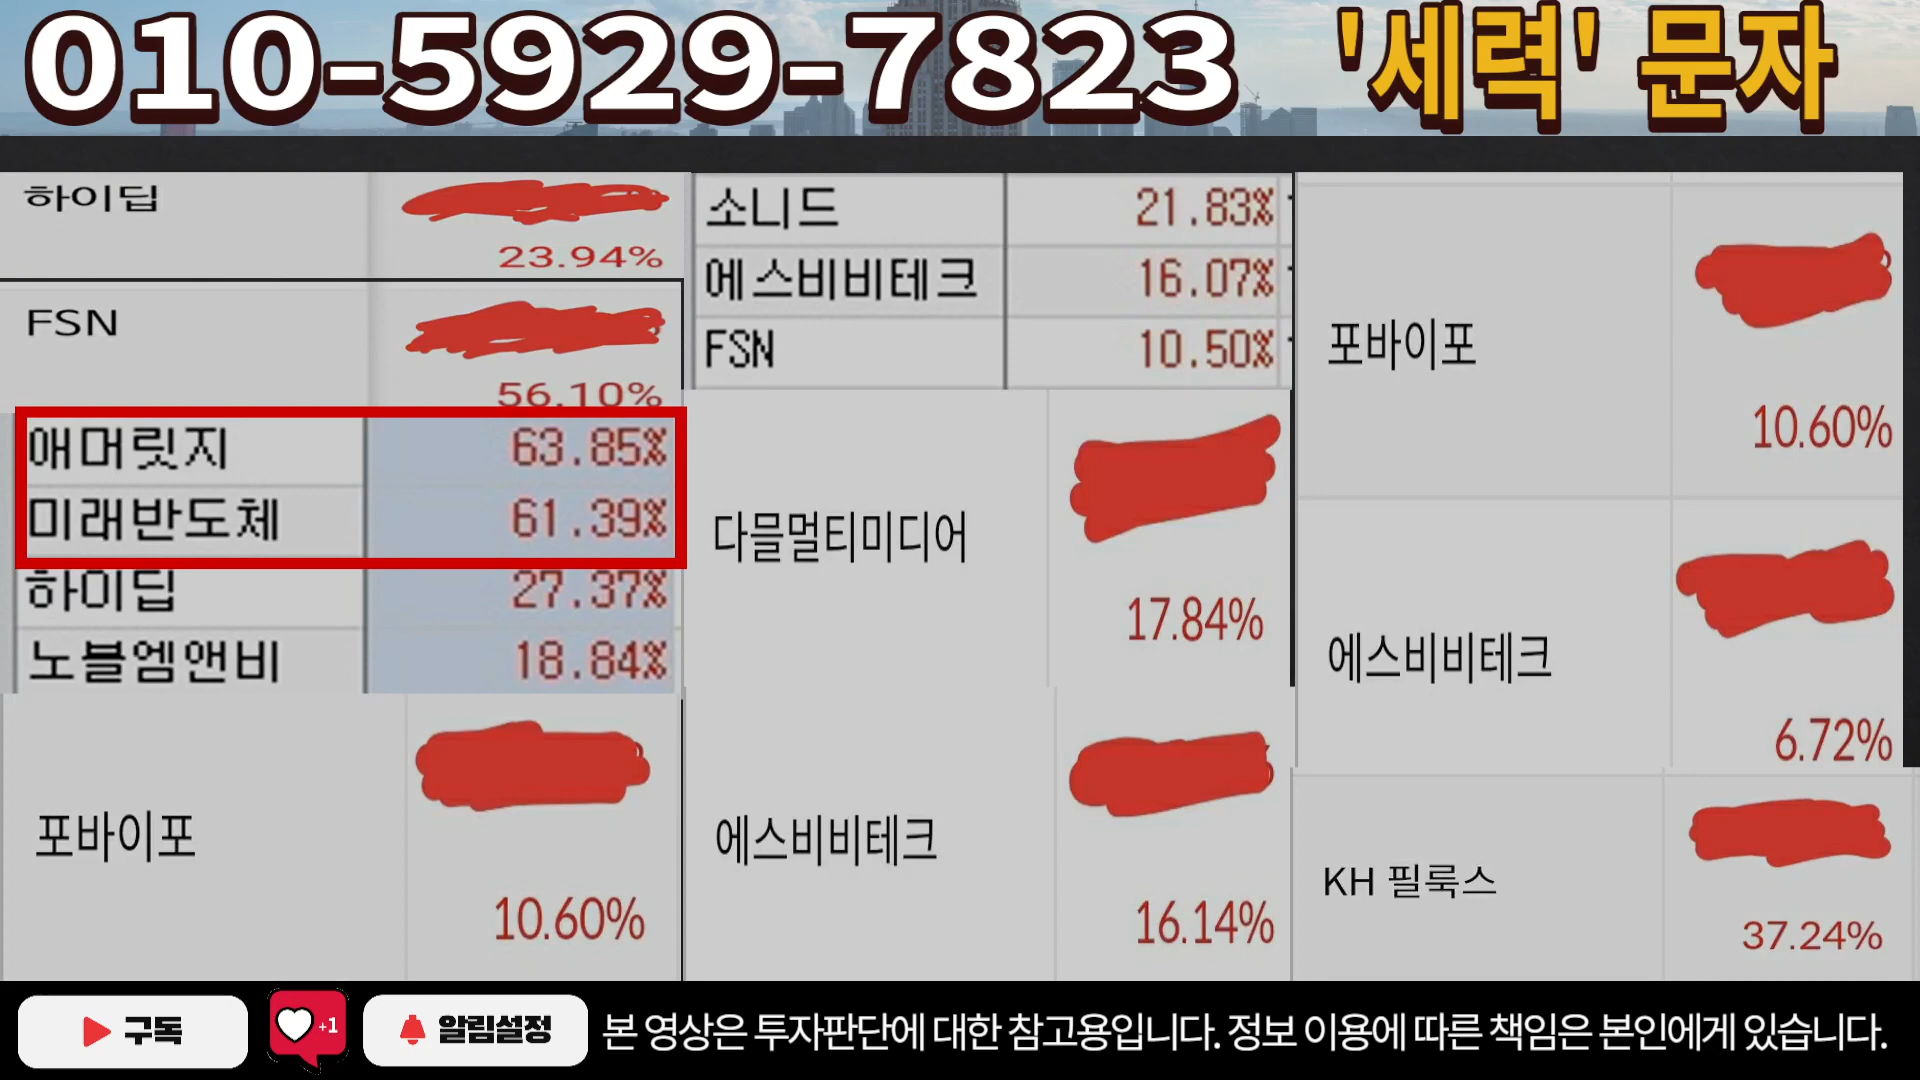 010-5929-7823 '세력' 문자
하이딥
23.94%
FSN
56.10%
애머릿지 63.85%
미래반도체 61.39%
하이딥 27.37%
노블엠앤비 18.84%
포바이포
10.60%
소니드 21.83%
에스비비테크 16.07%
FSN 10.50%
다믈멀티미디어
17.84%
에스비비테크
16.14%
포바이포
10.60%
에스비비테크
6.72%
KH 필룩스
37.24%
구독 +1 알림설정 본 영상은 투자판단에 대한 참고용입니다. 정보 이용에 따른 책임은 본인에게 있습니다.